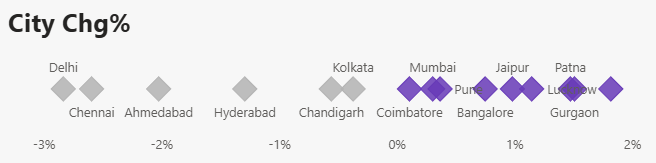 City Chg%
Delhi Kolkata Mumbai Jaipur Patna
Pune Lucknow
Chennai Ahmedabad Hyderabad Chandigarh Coimbatore Bangalore Gurgaon
-3% -2% -1% 0% 1% 2%